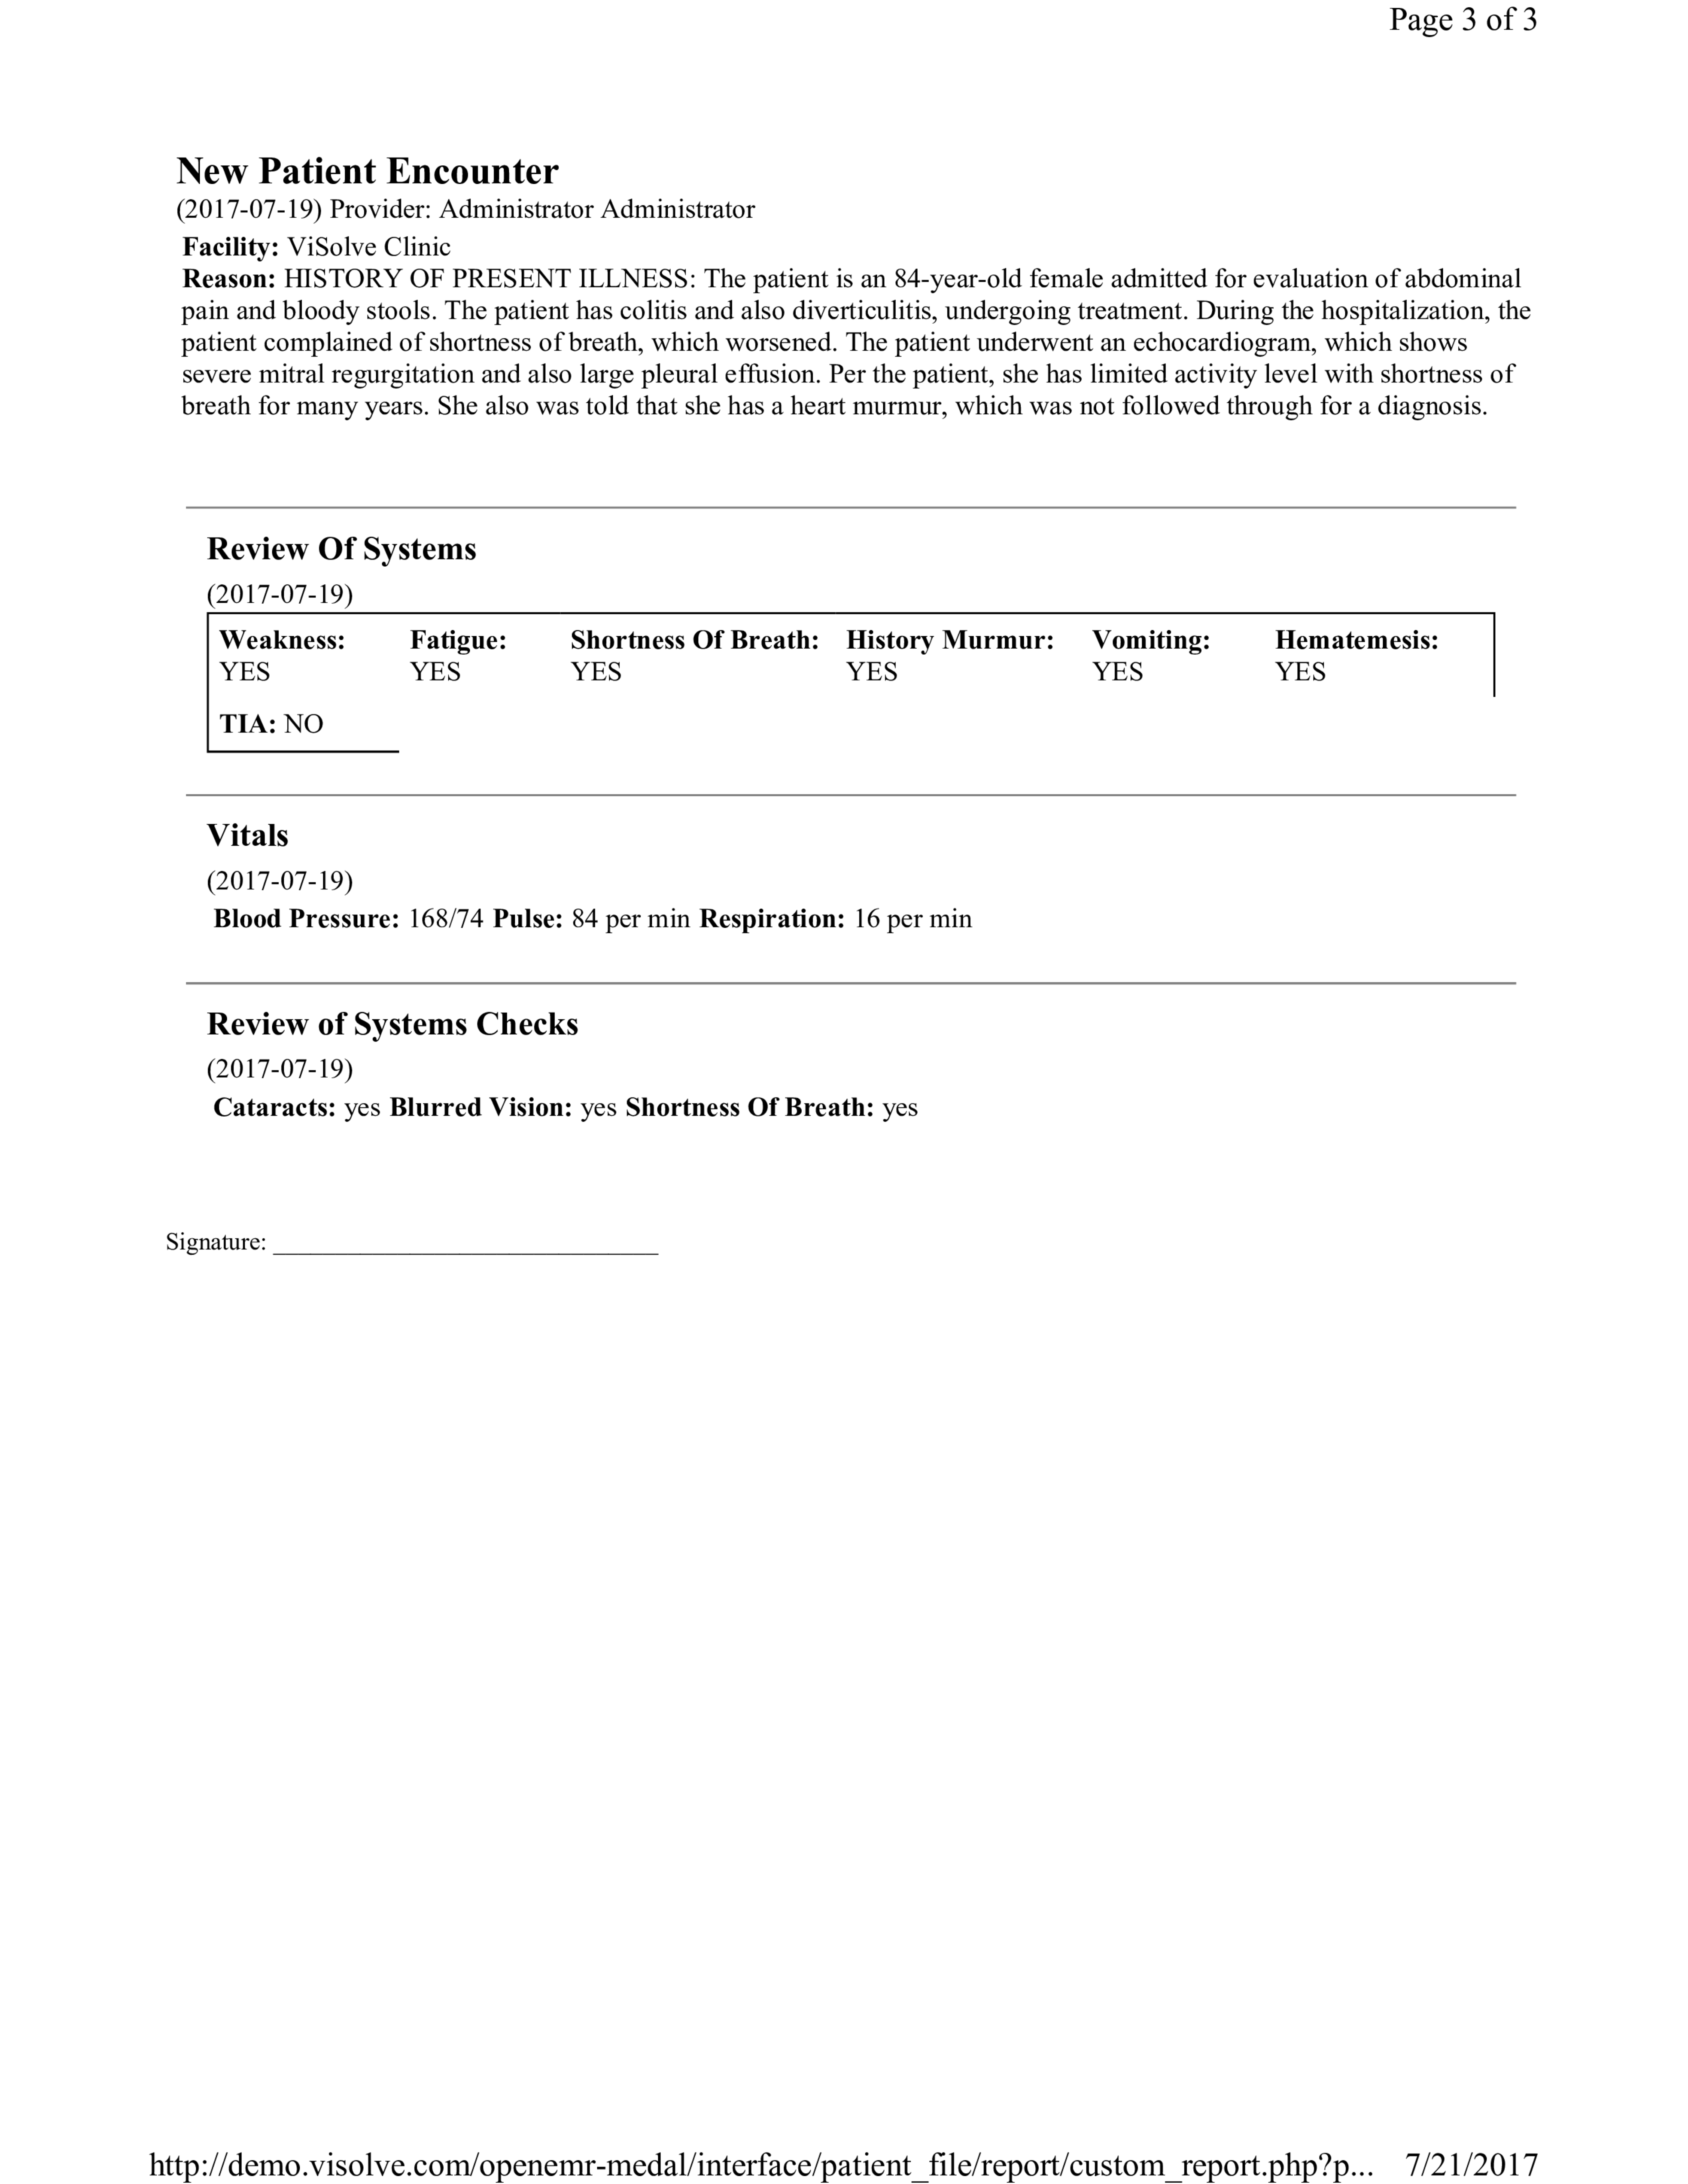 Page 3 of 3
New Patient Encounter
(2017-07-19) Provider: Administrator Administrator
Facility: ViSolve Clinic
Reason: HISTORY OF PRESENT ILLNESS: The patient is an 84-year-old female admitted for evaluation of abdominal
pain and bloody stools. The patient has colitis and also diverticulitis, undergoing treatment. During the hospitalization, the
patient complained of shortness of breath, which worsened. The patient underwent an echocardiogram, which shows
severe mitral regurgitation and also large pleural effusion. Per the patient, she has limited activity level with shortness of
breath for many years. She also was told that she has a heart murmur, which was not followed through for a diagnosis.
Review Of Systems
(2017-07-19)
Weakness: Fatigue: Shortness Of Breath: History Murmur: Vomiting: Hematemesis:
YES YES YES YES YES YES
TIA: NO
Vitals
(2017-07-19)
Blood Pressure: 168/74 Pulse: 84 per min Respiration: 16 per min
Review of Systems Checks
(2017-07-19)
Cataracts: yes Blurred Vision: yes Shortness Of Breath: yes
Signature: ______________________________
http://demo.visolve.com/openemr-medal/interface/patient_file/report/custom_report.php?p... 7/21/2017